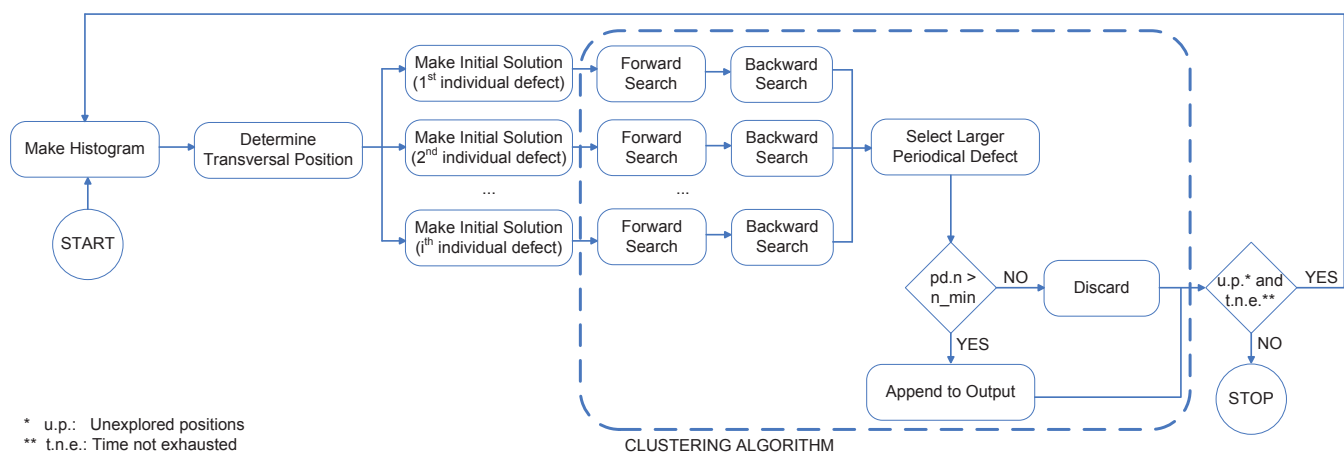 Make Histogram
START
Determine
Transversal Position
Make Initial Solution
(1st individual defect)
Make Initial Solution
(2nd individual defect)
...
Make Initial Solution
(ith individual defect)
Forward
Search
Backward
Search
Forward
Search
Backward
Search
...
Forward
Search
Backward
Search
Select Larger
Periodical Defect
pd.n >
n_min
NO
Discard
YES
Append to Output
u.p.* and
t.n.e.**
YES
NO
STOP
CLUSTERING ALGORITHM
* u.p.: Unexplored positions
** t.n.e.: Time not exhausted